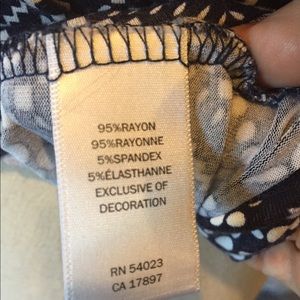 95%RAYON
95%RAYONNE
5%SPANDEX
5%ÉLASTHANNE
EXCLUSIVE OF
DECORATION
RN 54023
CA 17897